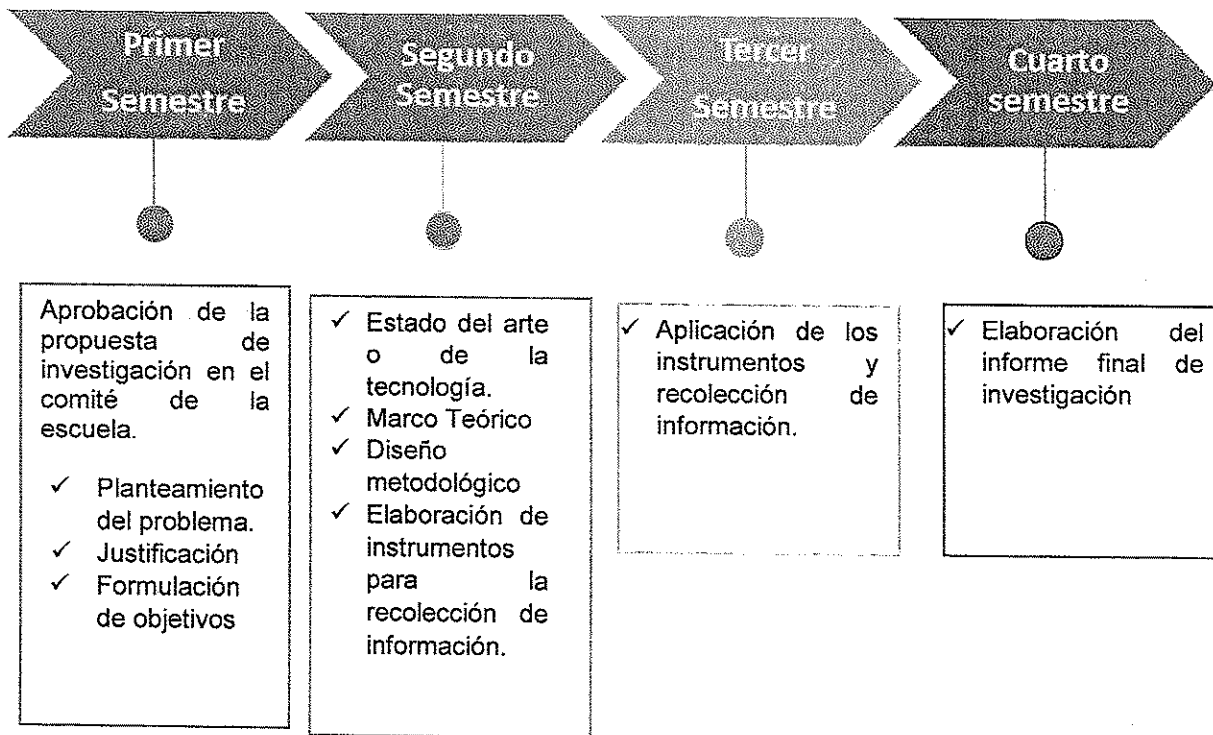 Primer
Semestre
Segundo
Semestre
Tercer
Semestre
Cuarto
semestre
Aprobación de la
propuesta de
investigación en el
comité de la
escuela.
✓ Planteamiento
del problema.
✓ Justificación
✓ Formulación
de objetivos
✓ Estado del arte
o de la
tecnología.
✓ Marco Teórico
✓ Diseño
metodológico
✓ Elaboración de
instrumentos
para la
recolección de
información.
✓ Aplicación de los
instrumentos y
recolección de
información.
✓ Elaboración del
informe final de
investigación